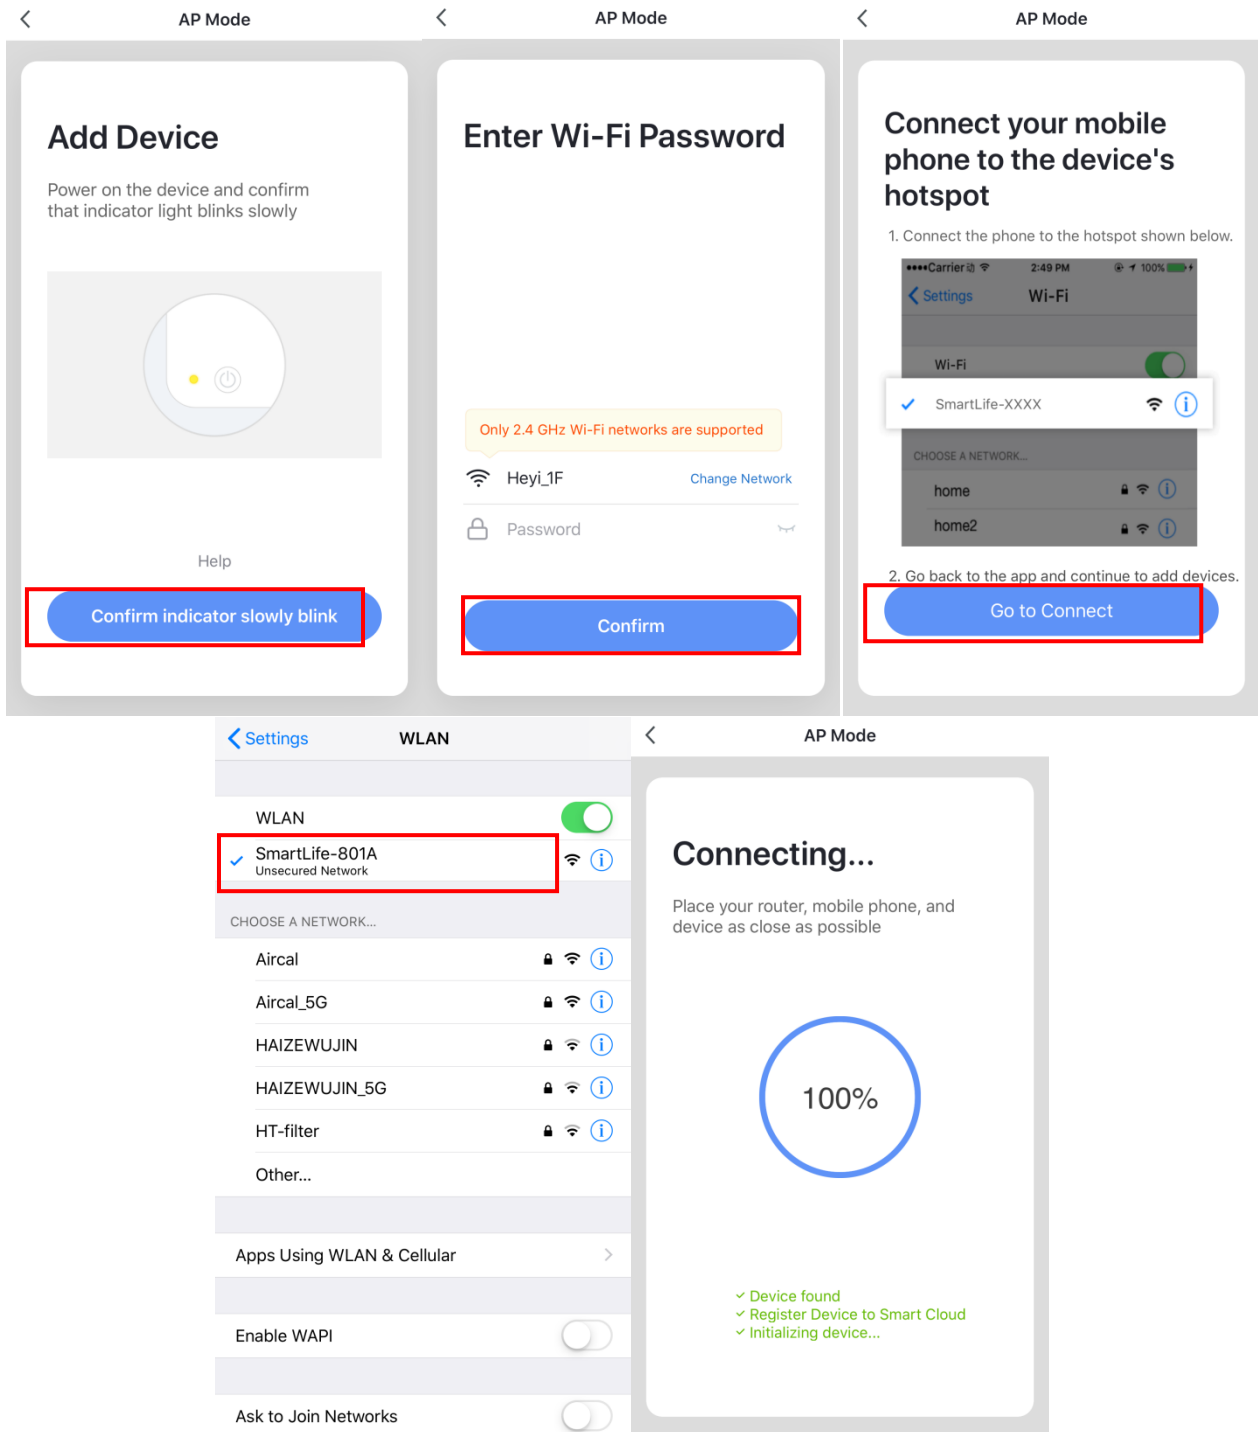 AP Mode
Add Device
Power on the device and confirm
that indicator light blinks slowly
Help
Confirm indicator slowly blink
AP Mode
Enter Wi-Fi Password
Only 2.4 GHz Wi-Fi networks are supported
Heyi_1F
Change Network
Password
Confirm
AP Mode
Connect your mobile
phone to the device's
hotspot
1. Connect the phone to the hotspot shown below.
Carrier 2:49 PM 100%
Settings Wi-Fi
Wi-Fi
SmartLife-XXXX
CHOOSE A NETWORK...
home
home2
2. Go back to the app and continue to add devices.
Go to Connect
Settings WLAN
WLAN
SmartLife-801A
Unsecured Network
CHOOSE A NETWORK...
Aircal
Aircal_5G
HAIZEWUJIN
HAIZEWUJIN_5G
HT-filter
Other...
Apps Using WLAN & Cellular
Enable WAPI
Ask to Join Networks
AP Mode
Connecting...
Place your router, mobile phone, and
device as close as possible
100%
Device found
Register Device to Smart Cloud
Initializing device...